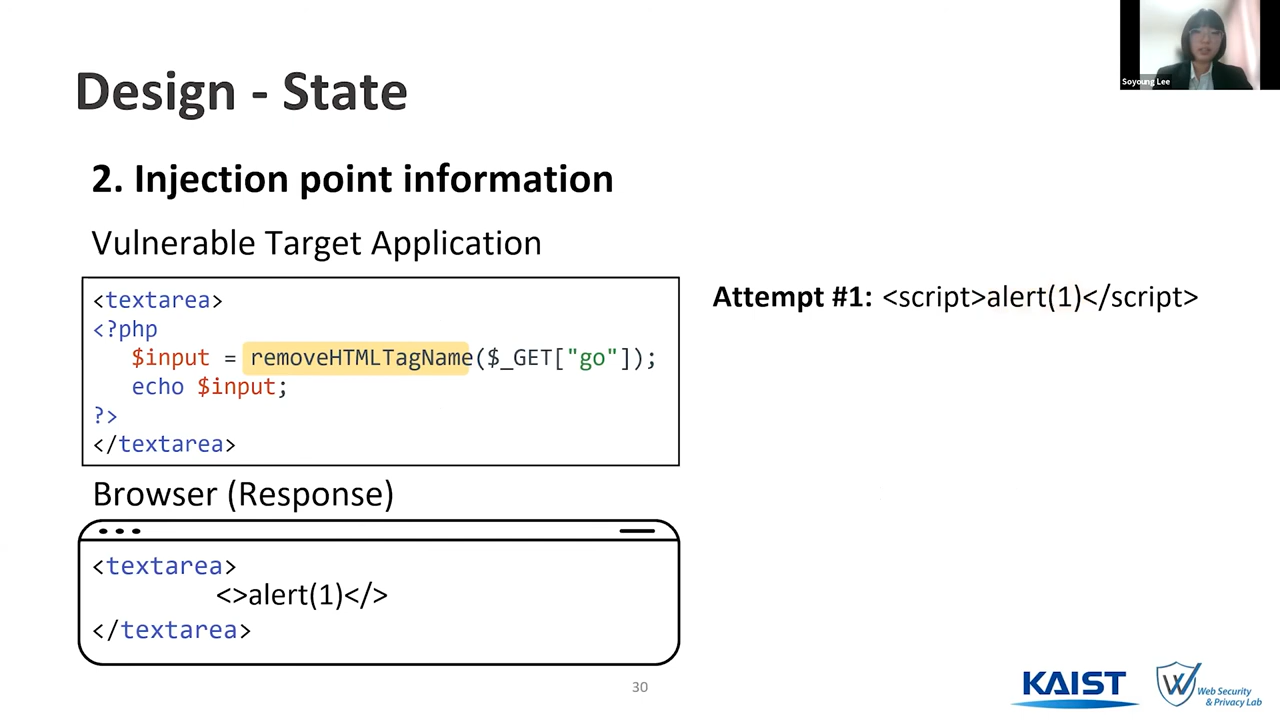 Soyoung Lee
Design - State
2. Injection point information
Vulnerable Target Application
<textarea>
<?php
$input = removeHTMLTagName($_GET["go"]);
echo $input;
?>
</textarea>
Attempt #1: <script>alert(1)</script>
Browser (Response)
<textarea>
<>alert(1)</>
</textarea>
30
KAIST
W
Web Security
& Privacy Lab